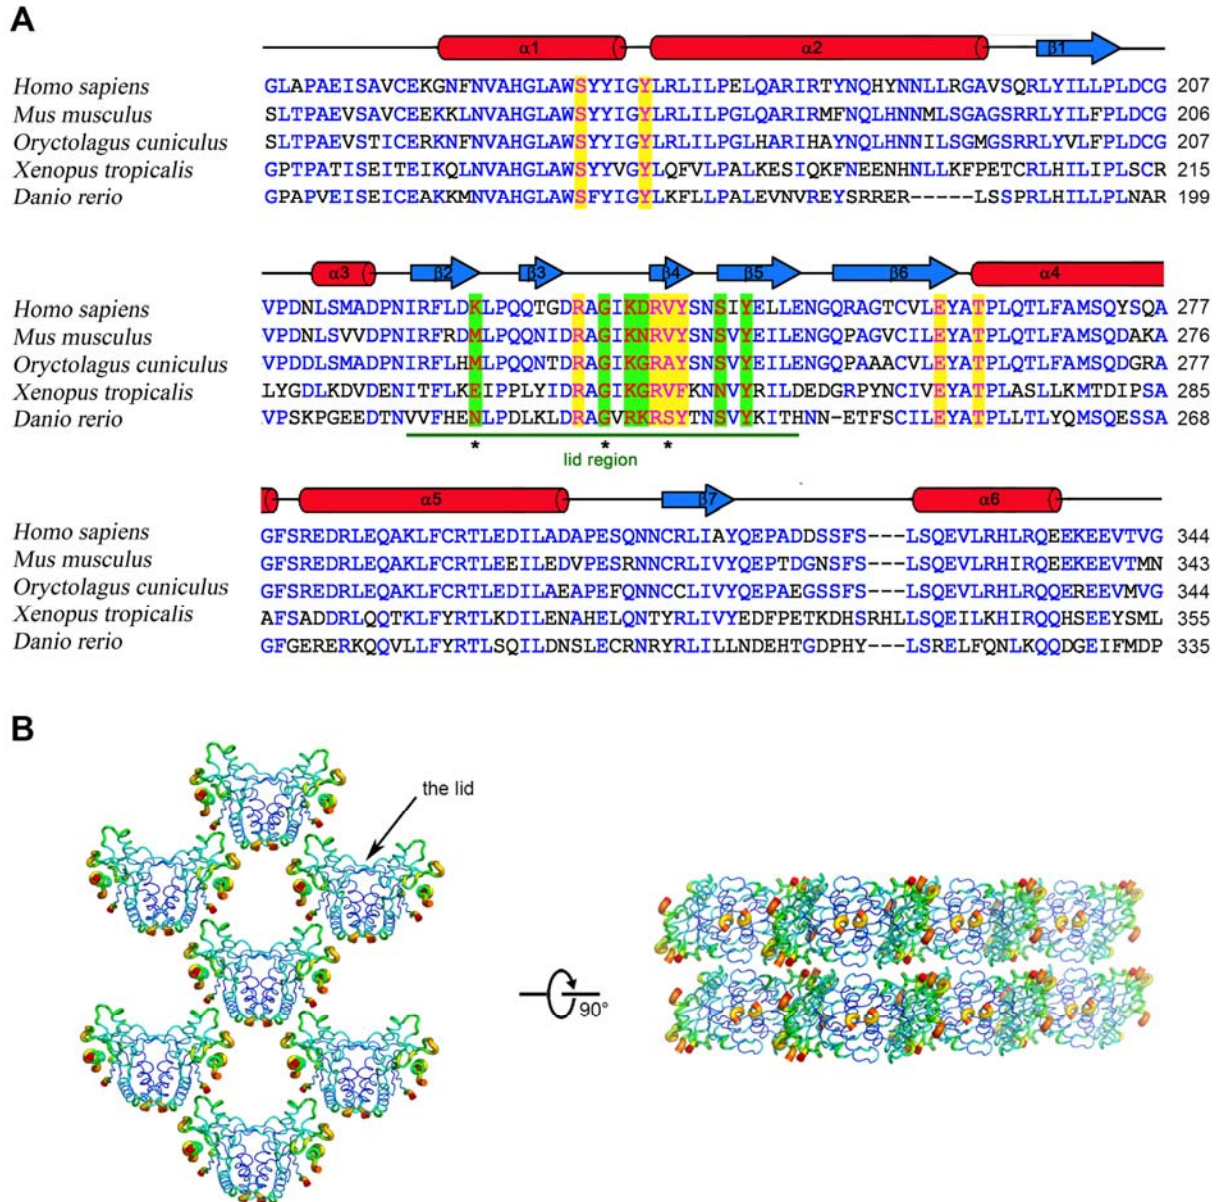 A
α1 α2 β1
Homo sapiens GLAPAEISAVCEKGNFNVAHGLAWSYYIGYLRLILPELQARIRTYNQHYNNLLRGAVSQRLYILLPLDCG 207
Mus musculus SLTPAEVSAVCEEKKLNVAHGLAWSYYIGYLRLILPGLQARIRMFNQLHNNMLSGAGSRRLYILFPLDCG 206
Oryctolagus cuniculus SLTPAEVSTICERKNFNVAHGLAWSYYIGYLRLILPGLHARIHAYNQLHNNILSGMGSRRLYVLFPLDCG 207
Xenopus tropicalis GPTPATISEITEIKQLNVAHGLAWSYYVGYLQFVLPALKESIQKFNEENHNLLKFPETCRLHILIPLSCR 215
Danio rerio GPAPVEISEICEAKKMNVAHGLAWSFYIGYLKFLLPALEVNVREYSRRER-----LSSPRLHILLPLNAR 199
α3 β2 β3 β4 β5 β6 α4
Homo sapiens VPDNLSMADPNIRFLDKLPQQTGDRAGIKDRVYSNSIYELLENGQRAGTCVLEYATPLQTLFAMSQYSQA 277
Mus musculus VPDNLSVVDPNIRFRDMLPQQNIDRAGIKNRVYSNSVYELLENGQPAGVCILEYATPLQTLFAMSQDAKA 276
Oryctolagus cuniculus VPDDLSMADPNIRFLHMLPQQNTDRAGIKGRAYSNSVYELLENGQPAAACVLEYATPLQTLFAMSQDGRA 277
Xenopus tropicalis LYGDLKDVDENITFLKEIPPLYIDRAGIKGRVFKNNVYRILDEDGRPYNCIVEYATPLASLLKMTDIPSA 285
Danio rerio VPSKPGEEDTNVVFHENLPDLKLDRAGVRKRSYTNSVYKITHNN-ETFSCILEYATPLLTLYQMSQESSA 268
* * *
lid region
α5 β7 α6
Homo sapiens GFSREDRLEQAKLFCRTLEDILADAPESQNNCRLIAYQEPADDSSFS---LSQEVLRHLRQEEKEEVTVG 344
Mus musculus GFSREDRLEQAKLFCRTLEEILEDVPESRNNCRLIVYQEPTDGNSFS---LSQEVLRHIRQEEKEEVTMN 343
Oryctolagus cuniculus GFSREDRLEQAKLFCRTLEDILAEAPEFQNNCCLIVYQEPAEGSSFS---LSQEVLRHLRQQEREEVMVG 344
Xenopus tropicalis AFSADDRLQQTKLFYRTLKDILENAHELQNTYRLIVYEDFPETKDHSRHLLSQEILKHIRQQHSEEYSML 355
Danio rerio GFGERERKQQVLLFYRTLSQILDNSLECRNRYRLILLNDEHTGDPHY---LSRELFQNLKQQDGEIFMDP 335
B
the lid
90°